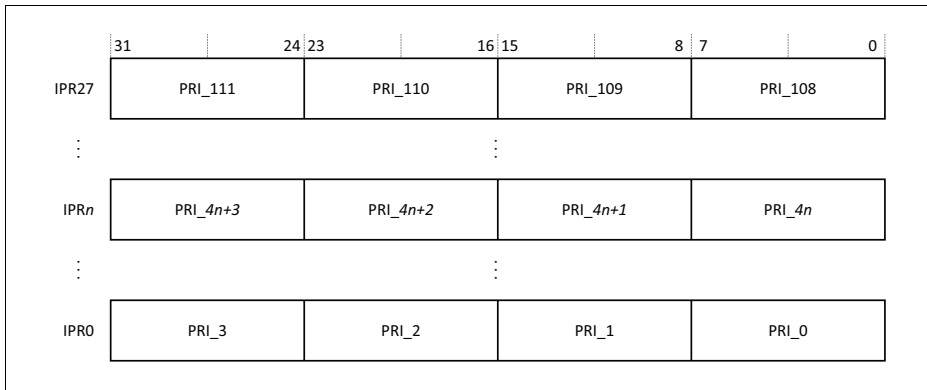 31 24 23 16 15 8 7 0
IPR27 PRI_111 PRI_110 PRI_109 PRI_108
IPRn PRI_4n+3 PRI_4n+2 PRI_4n+1 PRI_4n
IPR0 PRI_3 PRI_2 PRI_1 PRI_0